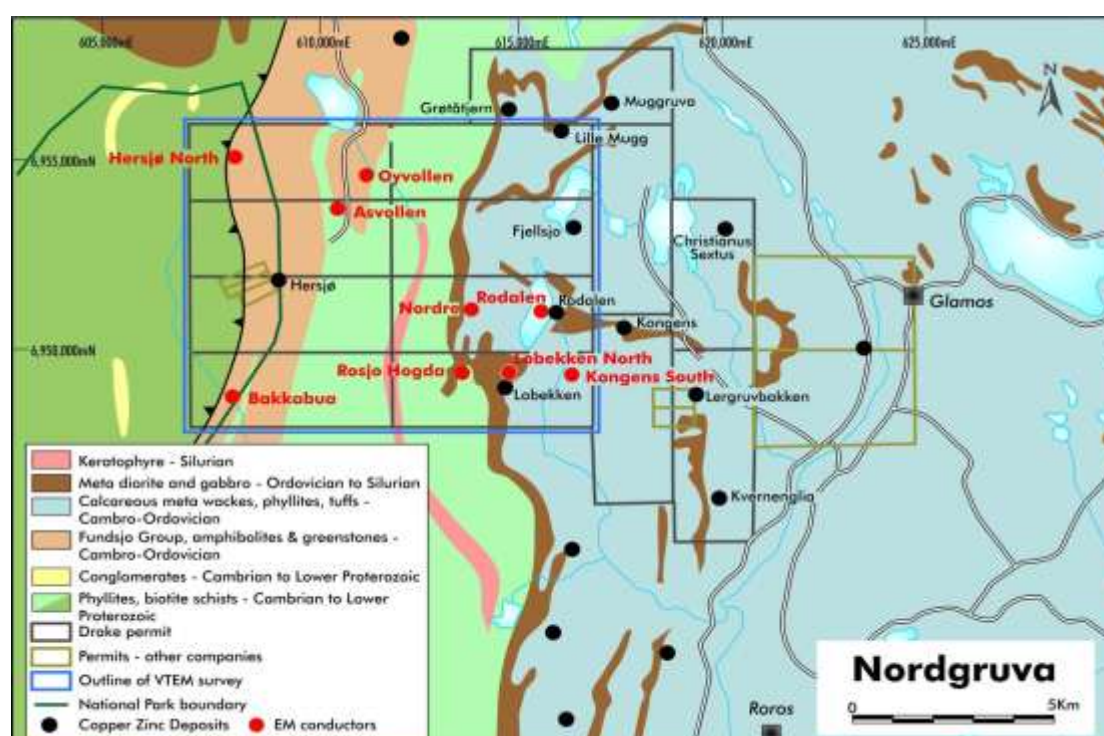 605,000mE
610,000mE
615,000mE
620,000mE
625,000mE
N
Grøtåtjern
Muggruva
Lille Mugg
6,955,000mN
Hersjø North
Oyvollen
Asvollen
Fjellsjo
Christianus
Sextus
Hersjø
Nordre
Rodalen
Rodalen
Glamos
Kongens
6,950,000mN
Rosjo Hogda
Lobekken North
Kongens South
Lobekken
Bakkabua
Lergruvbakken
Kvernenglia
Keratophyre - Silurian
Meta diorite and gabbro - Ordovician to Silurian
Calcareous meta wackes, phyllites, tuffs -
Cambro-Ordovician
Fundsjo Group, amphibolites & greenstones -
Cambro-Ordovician
Conglomerates - Cambrian to Lower Proterozoic
Phyllites, biotite schists - Cambrian to Lower
Proterozoic
Drake permit
Permits - other companies
Outline of VTEM survey
National Park boundary
Copper Zinc Deposits
EM conductors
Nordgruva
Roros
0
5Km